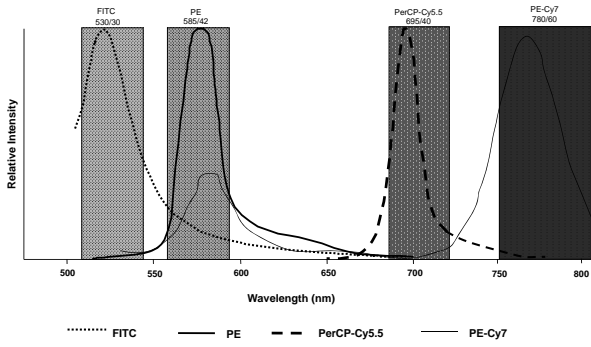 FITC
530/30
PE
585/42
PerCP-Cy5.5
695/40
PE-Cy7
780/60
Relative Intensity
500 550 600 650 700 750 800
Wavelength (nm)
FITC PE PerCP-Cy5.5 PE-Cy7